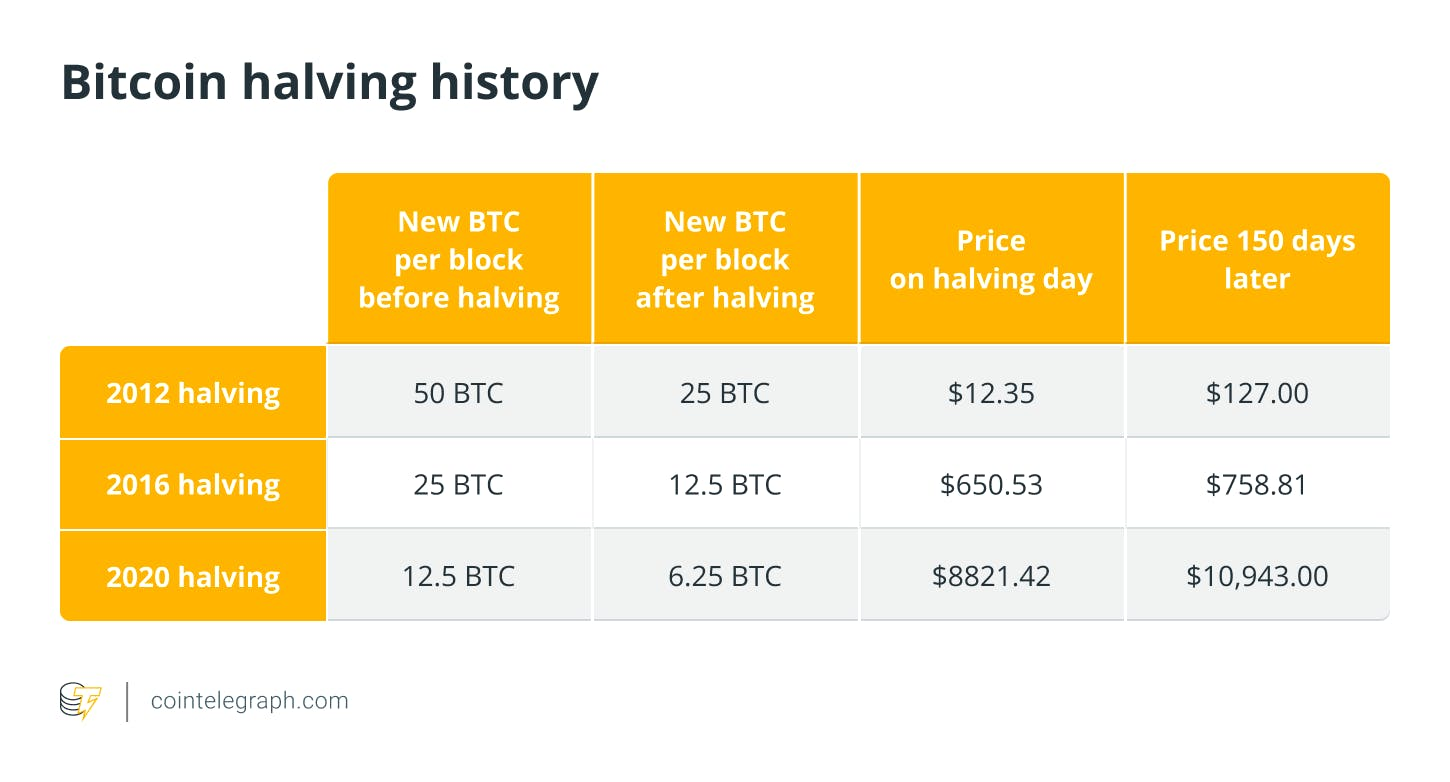 Bitcoin halving history
New BTC
per block
before halving
New BTC
per block
after halving
Price
on halving day
Price 150 days
later
2012 halving
50 BTC
25 BTC
$12.35
$127.00
2016 halving
25 BTC
12.5 BTC
$650.53
$758.81
2020 halving
12.5 BTC
6.25 BTC
$8821.42
$10,943.00
cointelegraph.com